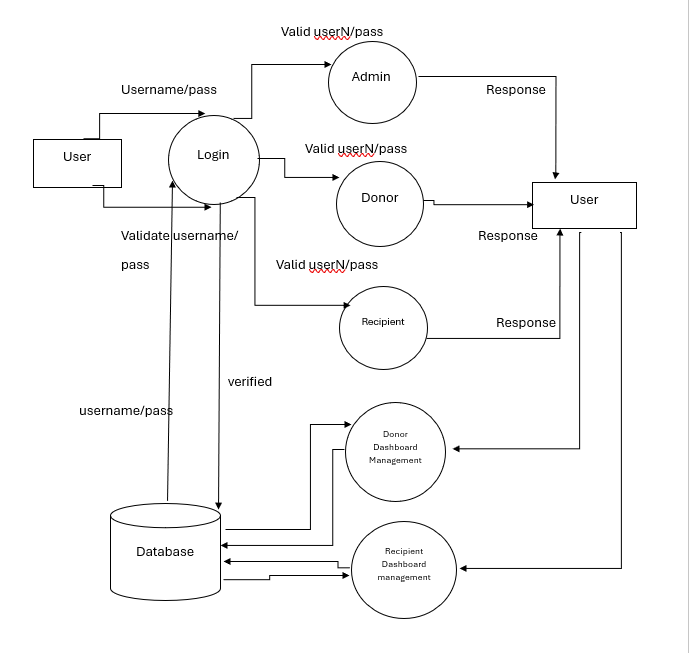 Valid userN/pass
Admin
Username/pass
Response
User
Login
Valid userN/pass
Donor
User
Validate username/
pass
Response
Valid userN/pass
Recipient
Response
verified
username/pass
Donor
Dashboard
Management
Database
Recipient
Dashboard
management